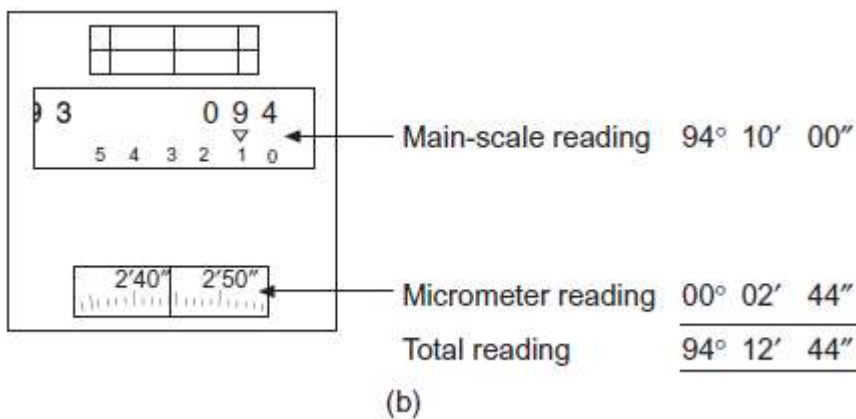 9 3 0 9 4
5 4 3 2 1 0
Main-scale reading 94° 10′ 00″
2′40″ 2′50″
Micrometer reading 00° 02′ 44″
Total reading 94° 12′ 44″
(b)